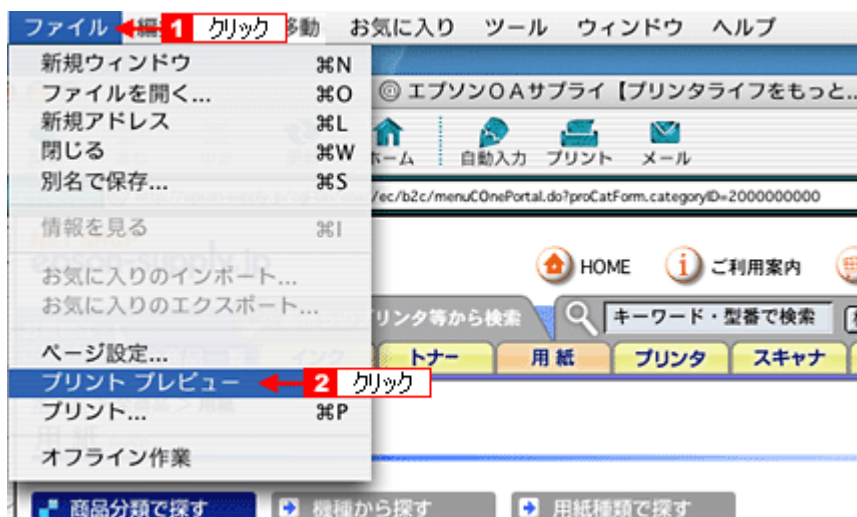 ファイル 1 クリック 移動 お気に入り ツール ウィンドウ ヘルプ
新規ウィンドウ ⌘N
ファイルを開く... ⌘O
新規アドレス ⌘L
閉じる ⌘W
別名で保存... ⌘S
情報を見る ⌘I
お気に入りのインポート...
お気に入りのエクスポート...
ページ設定...
プリント プレビュー 2 クリック
プリント... ⌘P
オフライン作業
@ エプソンOAサプライ【プリンタライフをもっと...
ホーム 自動入力 プリント メール
/ec/b2c/menuCOnePortal.do?proCatForm.categoryID=2000000000
epson-supply.jp
HOME ご利用案内
プリンタ等から検索 キーワード・型番で検索
インク トナー 用紙 プリンタ スキャナ
用紙
商品分類で探す 機種から探す 用紙種類で探す